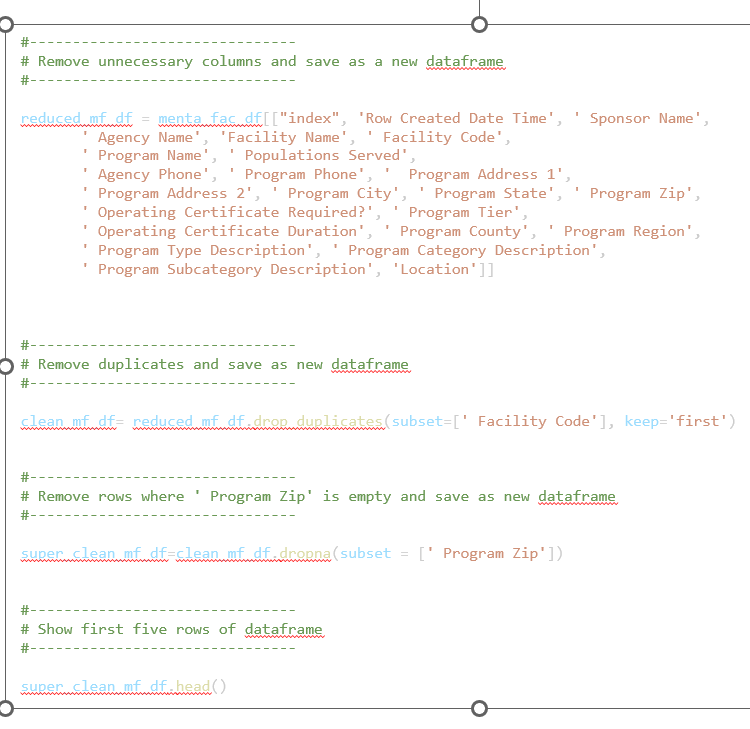 #-------------------------------
# Remove unnecessary columns and save as a new dataframe
#-------------------------------
reduced_mf_df = menta_fac_df[["index", 'Row Created Date Time', ' Sponsor Name',
' Agency Name', 'Facility Name', ' Facility Code',
' Program Name', ' Populations Served',
' Agency Phone', ' Program Phone', '  Program Address 1',
' Program Address 2', ' Program City', ' Program State', ' Program Zip',
' Operating Certificate Required?', ' Program Tier',
' Operating Certificate Duration', ' Program County', ' Program Region',
' Program Type Description', ' Program Category Description',
' Program Subcategory Description', 'Location']]
#-------------------------------
# Remove duplicates and save as new dataframe
#-------------------------------
clean_mf_df= reduced_mf_df.drop_duplicates(subset=[' Facility Code'], keep='first')
#-------------------------------
# Remove rows where ' Program Zip' is empty and save as new dataframe
#-------------------------------
super_clean_mf_df=clean_mf_df.dropna(subset = [' Program Zip'])
#-------------------------------
# Show first five rows of dataframe
#-------------------------------
super_clean_mf_df.head()